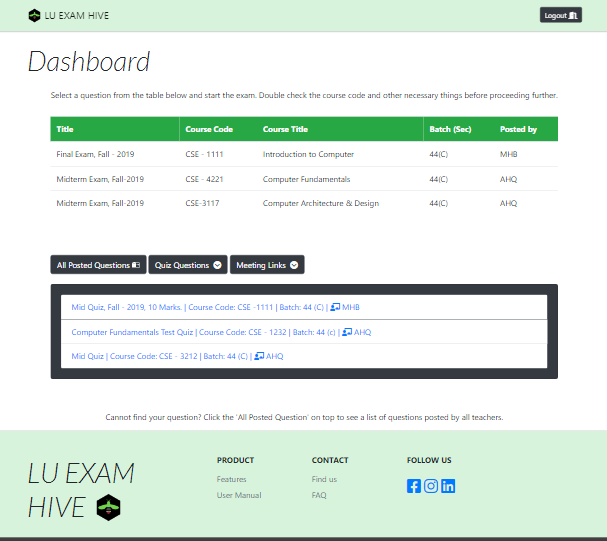 LU EXAM HIVE
Logout
Dashboard
Select a question from the table below and start the exam. Double check the course code and other necessary things before proceeding further.
Title Course Code Course Title Batch (Sec) Posted by
Final Exam, Fall - 2019 CSE - 1111 Introduction to Computer 44(C) MHB
Midterm Exam, Fall-2019 CSE - 4221 Computer Fundamentals 44(C) AHQ
Midterm Exam, Fall-2019 CSE-3117 Computer Architecture & Design 44(C) AHQ
All Posted Questions Quiz Questions Meeting Links
Mid Quiz, Fall - 2019, 10 Marks. | Course Code: CSE -1111 | Batch: 44 (C) | MHB
Computer Fundamentals Test Quiz | Course Code: CSE - 1232 | Batch: 44 (c) | AHQ
Mid Quiz | Course Code: CSE - 3212 | Batch: 44 (C) | AHQ
Cannot find your question? Click the 'All Posted Question' on top to see a list of questions posted by all teachers.
LU EXAM
HIVE
PRODUCT
Features
User Manual
CONTACT
Find us
FAQ
FOLLOW US